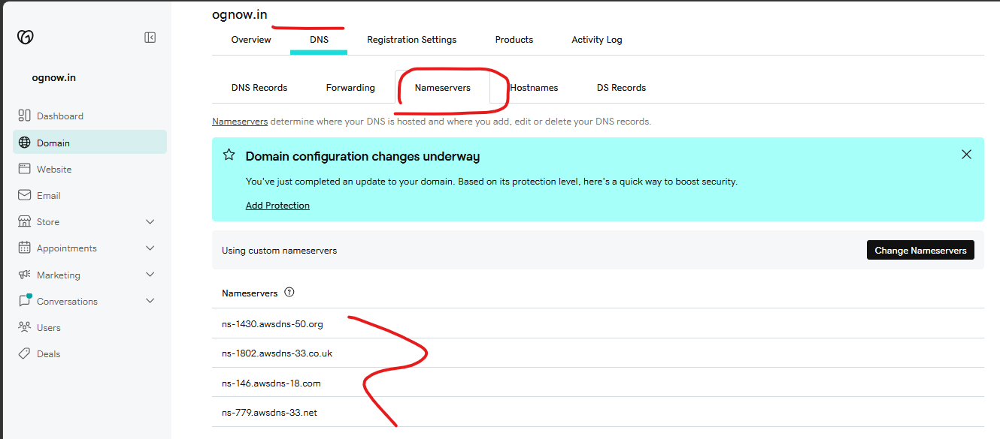 ognow.in
Overview DNS Registration Settings Products Activity Log
ognow.in
DNS Records Forwarding Nameservers Hostnames DS Records
Dashboard
Nameservers determine where your DNS is hosted and where you add, edit or delete your DNS records.
Domain
Domain configuration changes underway
Website
You've just completed an update to your domain. Based on its protection level, here's a quick way to boost security.
Email
Add Protection
Store
Appointments
Using custom nameservers Change Nameservers
Marketing
Nameservers ?
Conversations
ns-1430.awsdns-50.org
Users
ns-1802.awsdns-33.co.uk
Deals
ns-146.awsdns-18.com
ns-779.awsdns-33.net